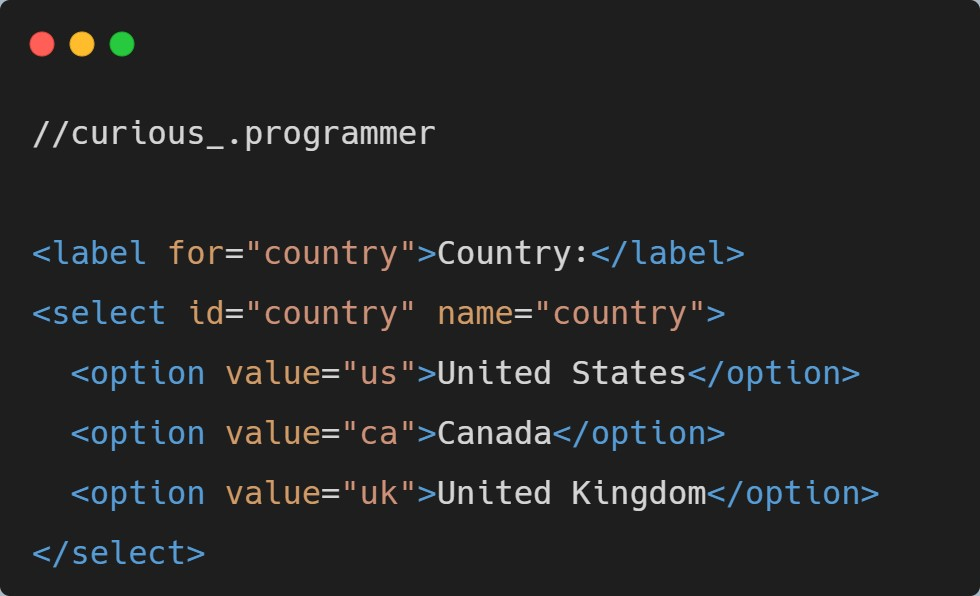 //curious_.programmer
<label for="country">Country:</label>
<select id="country" name="country">
  <option value="us">United States</option>
  <option value="ca">Canada</option>
  <option value="uk">United Kingdom</option>
</select>